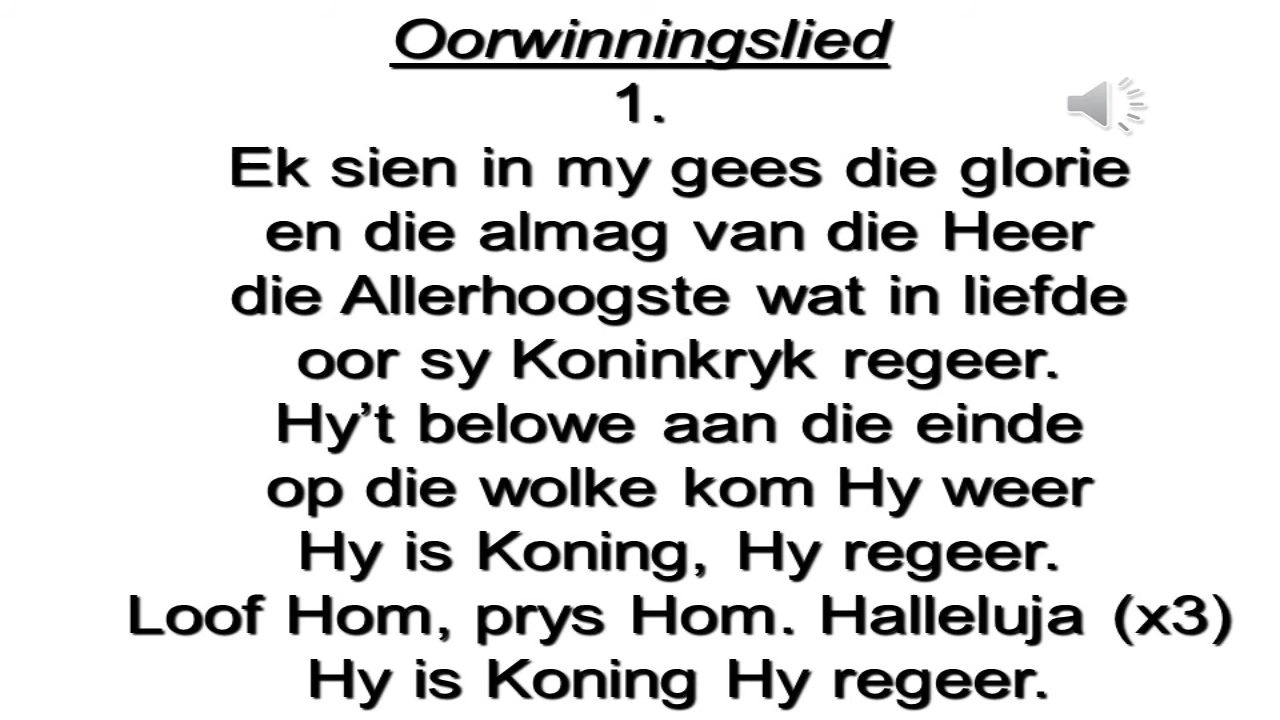 Oorwinningslied
1.
Ek sien in my gees die glorie
en die almag van die Heer
die Allerhoogste wat in liefde
oor sy Koninkryk regeer.
Hy’t belowe aan die einde
op die wolke kom Hy weer
Hy is Koning, Hy regeer.
Loof Hom, prys Hom. Halleluja (x3)
Hy is Koning Hy regeer.